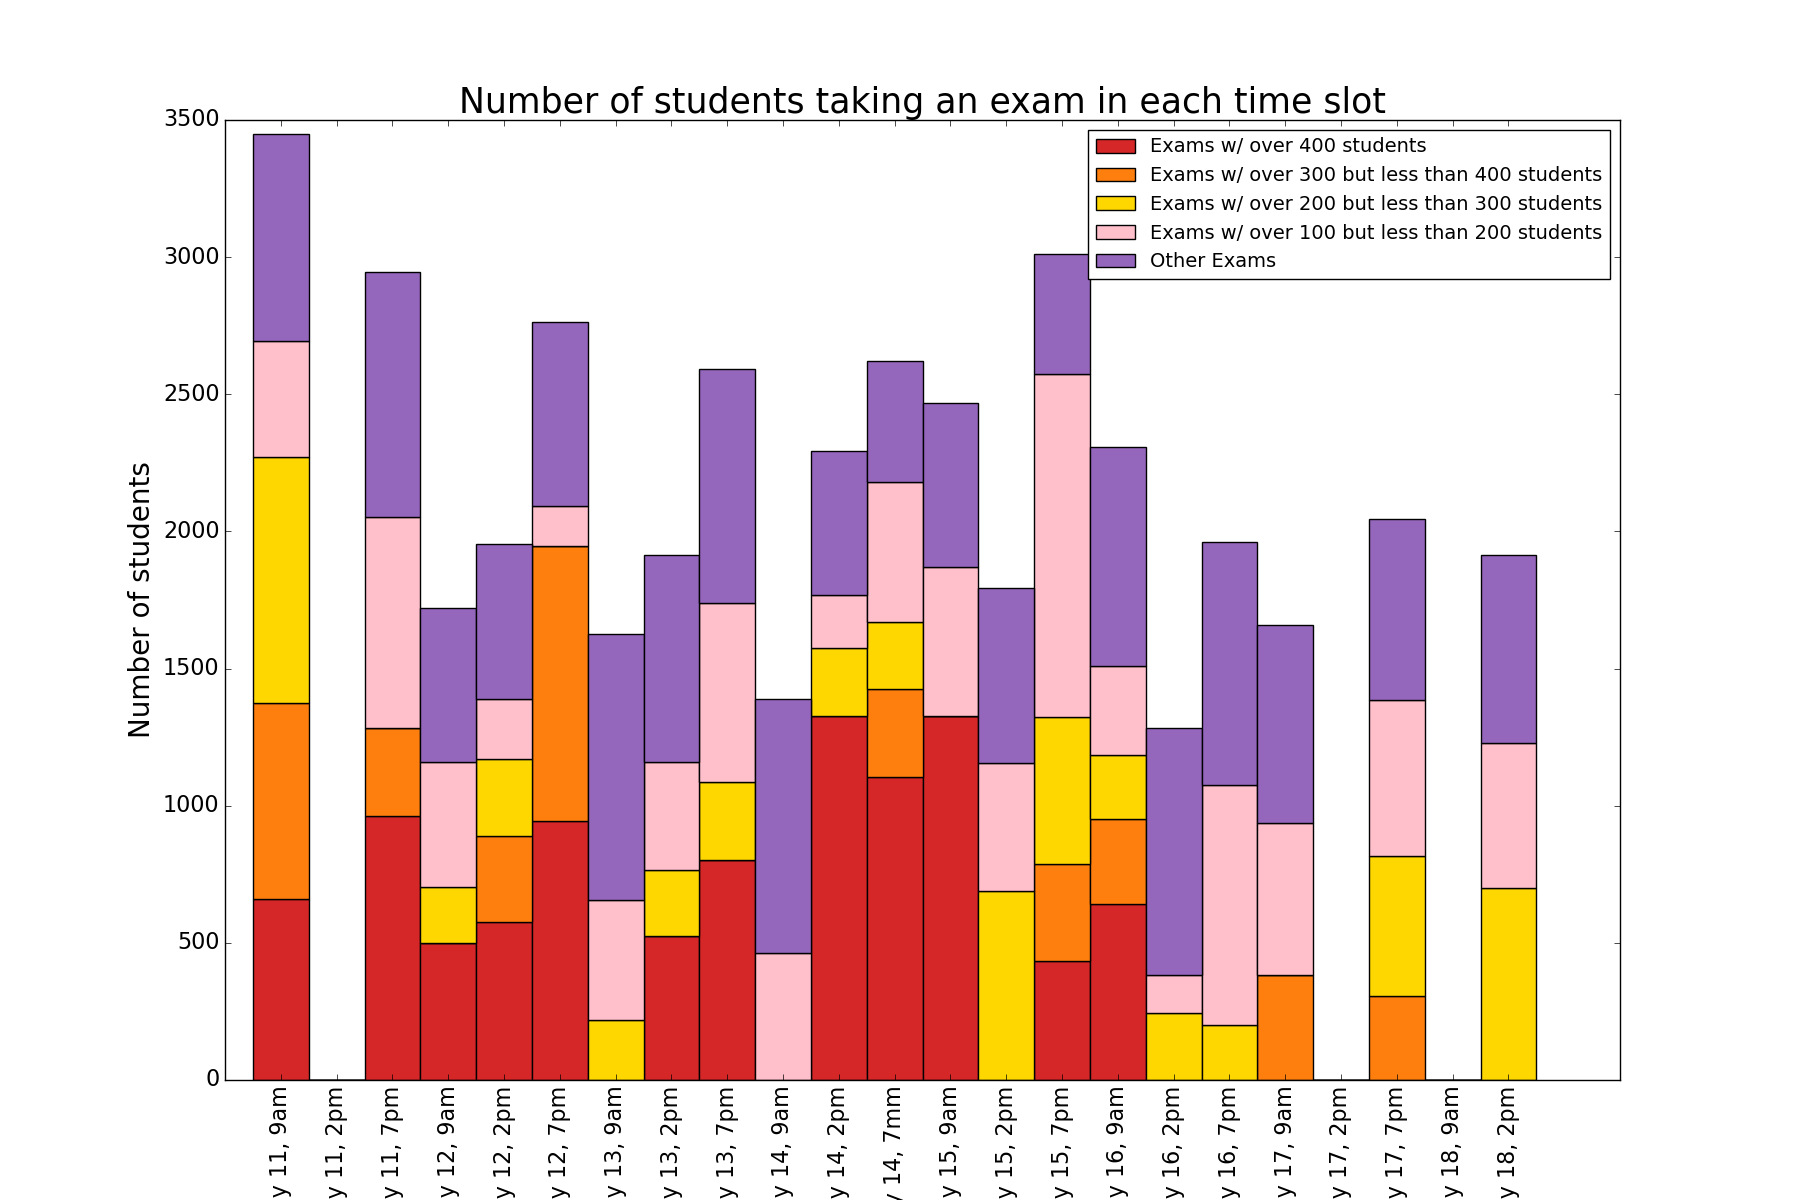 Number of students taking an exam in each time slot
Exams w/ over 400 students
Exams w/ over 300 but less than 400 students
Exams w/ over 200 but less than 300 students
Exams w/ over 100 but less than 200 students
Other Exams
Number of students
3500
3000
2500
2000
1500
1000
500
0
y 11, 9am
y 11, 2pm
y 11, 7pm
y 12, 9am
y 12, 2pm
y 12, 7pm
y 13, 9am
y 13, 2pm
y 13, 7pm
y 14, 9am
y 14, 2pm
y 14, 7mm
y 15, 9am
y 15, 2pm
y 15, 7pm
y 16, 9am
y 16, 2pm
y 16, 7pm
y 17, 9am
y 17, 2pm
y 17, 7pm
y 18, 9am
y 18, 2pm